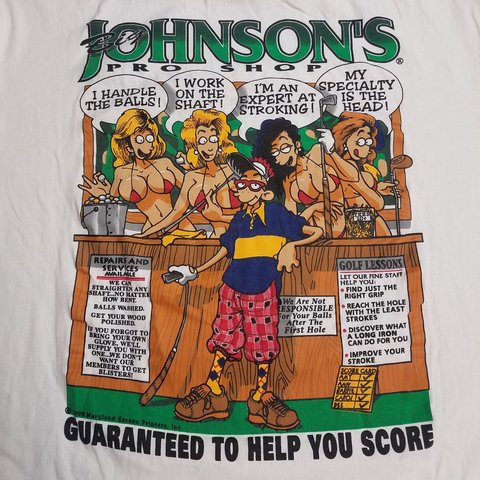 Big
JOHNSON'S®
PRO SHOP
I HANDLE
THE BALLS!
I WORK
ON THE
SHAFT!
I'M AN
EXPERT AT
STROKING!
MY
SPECIALTY
IS THE
HEAD!
REPAIRS AND
SERVICES
AVAILABLE
WE CAN
STRAIGHTEN ANY
SHAFT...NO MATTER
HOW BENT.
BALLS WASHED.
GET YOUR WOOD
POLISHED.
IF YOU FORGOT TO
BRING YOUR OWN
GLOVE, WE'LL
SUPPLY YOU WITH
ONE...WE DON'T
WANT OUR
MEMBERS TO GET
BLISTERS!
We Are Not
RESPONSIBLE
For Your Balls
After The
First Hole
GOLF LESSONS
LET OUR FINE STAFF
HELP YOU:
• FIND JUST THE
RIGHT GRIP
• REACH THE HOLE
WITH THE LEAST
STROKES
• DISCOVER WHAT
A LONG IRON
CAN DO FOR YOU
• IMPROVE YOUR
STROKE
SCORE CARD
Maryland Screen Printers, Inc
GUARANTEED TO HELP YOU SCORE